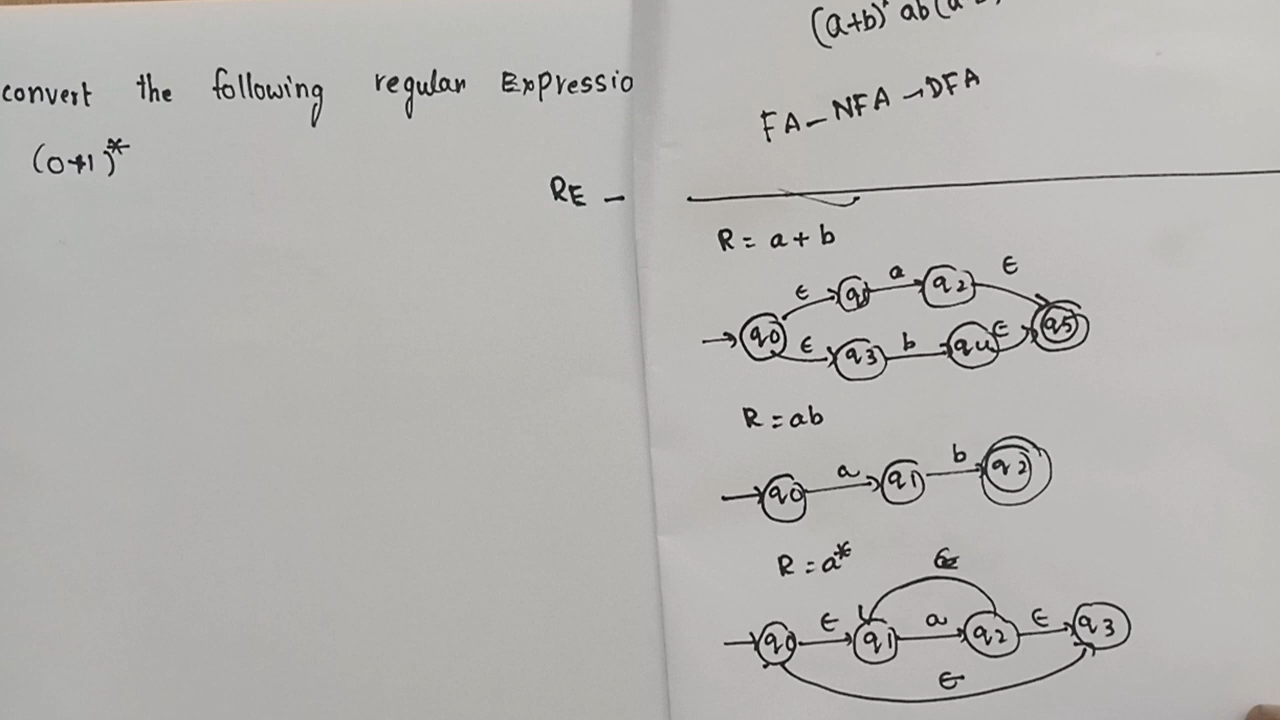 convert the following regular Expressio
(0+1)*
RE –
(a+b)* ab(a
FA – NFA → DFA
R = a + b
ε a ε
q0 q1 q2 q5
ε q3 b q4 ε
R = ab
q0 a q1 b q2
R = a*
ε
q0 ε q1 a q2 ε q3
ε